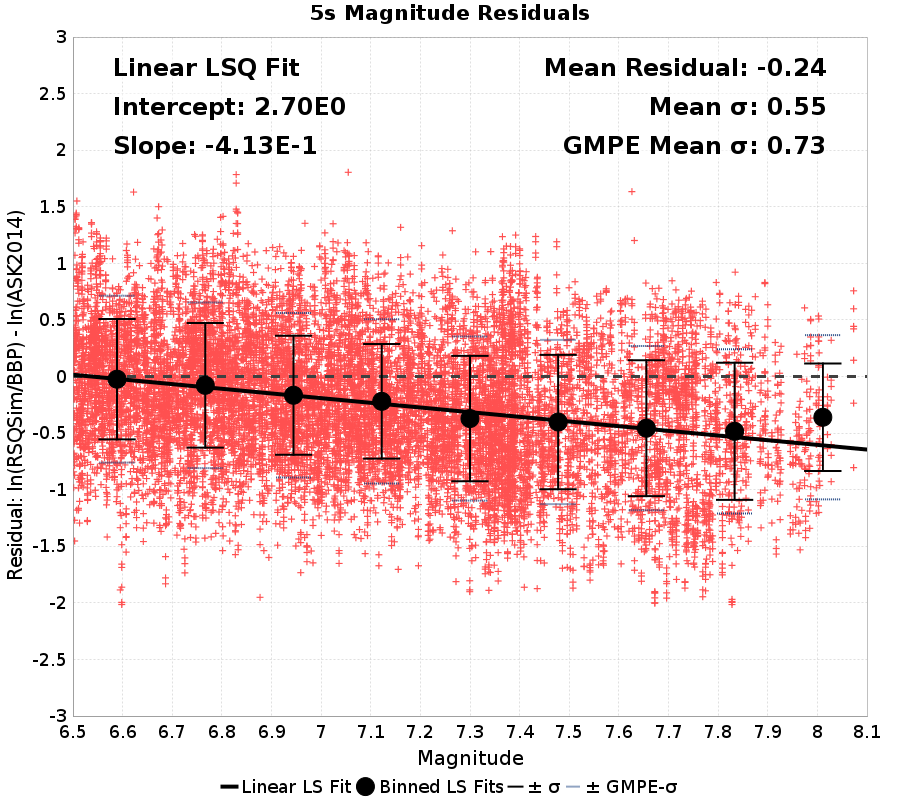 5s Magnitude Residuals
Linear LSQ Fit
Intercept: 2.70E0
Slope: -4.13E-1
Mean Residual: -0.24
Mean σ: 0.55
GMPE Mean σ: 0.73
Residual: ln(RSQSim/BBP) - ln(ASK2014)
3
2.5
2
1.5
1
0.5
0
-0.5
-1
-1.5
-2
-2.5
-3
6.5 6.6 6.7 6.8 6.9 7 7.1 7.2 7.3 7.4 7.5 7.6 7.7 7.8 7.9 8 8.1
Magnitude
Linear LS Fit Binned LS Fits ± σ ± GMPE-σ